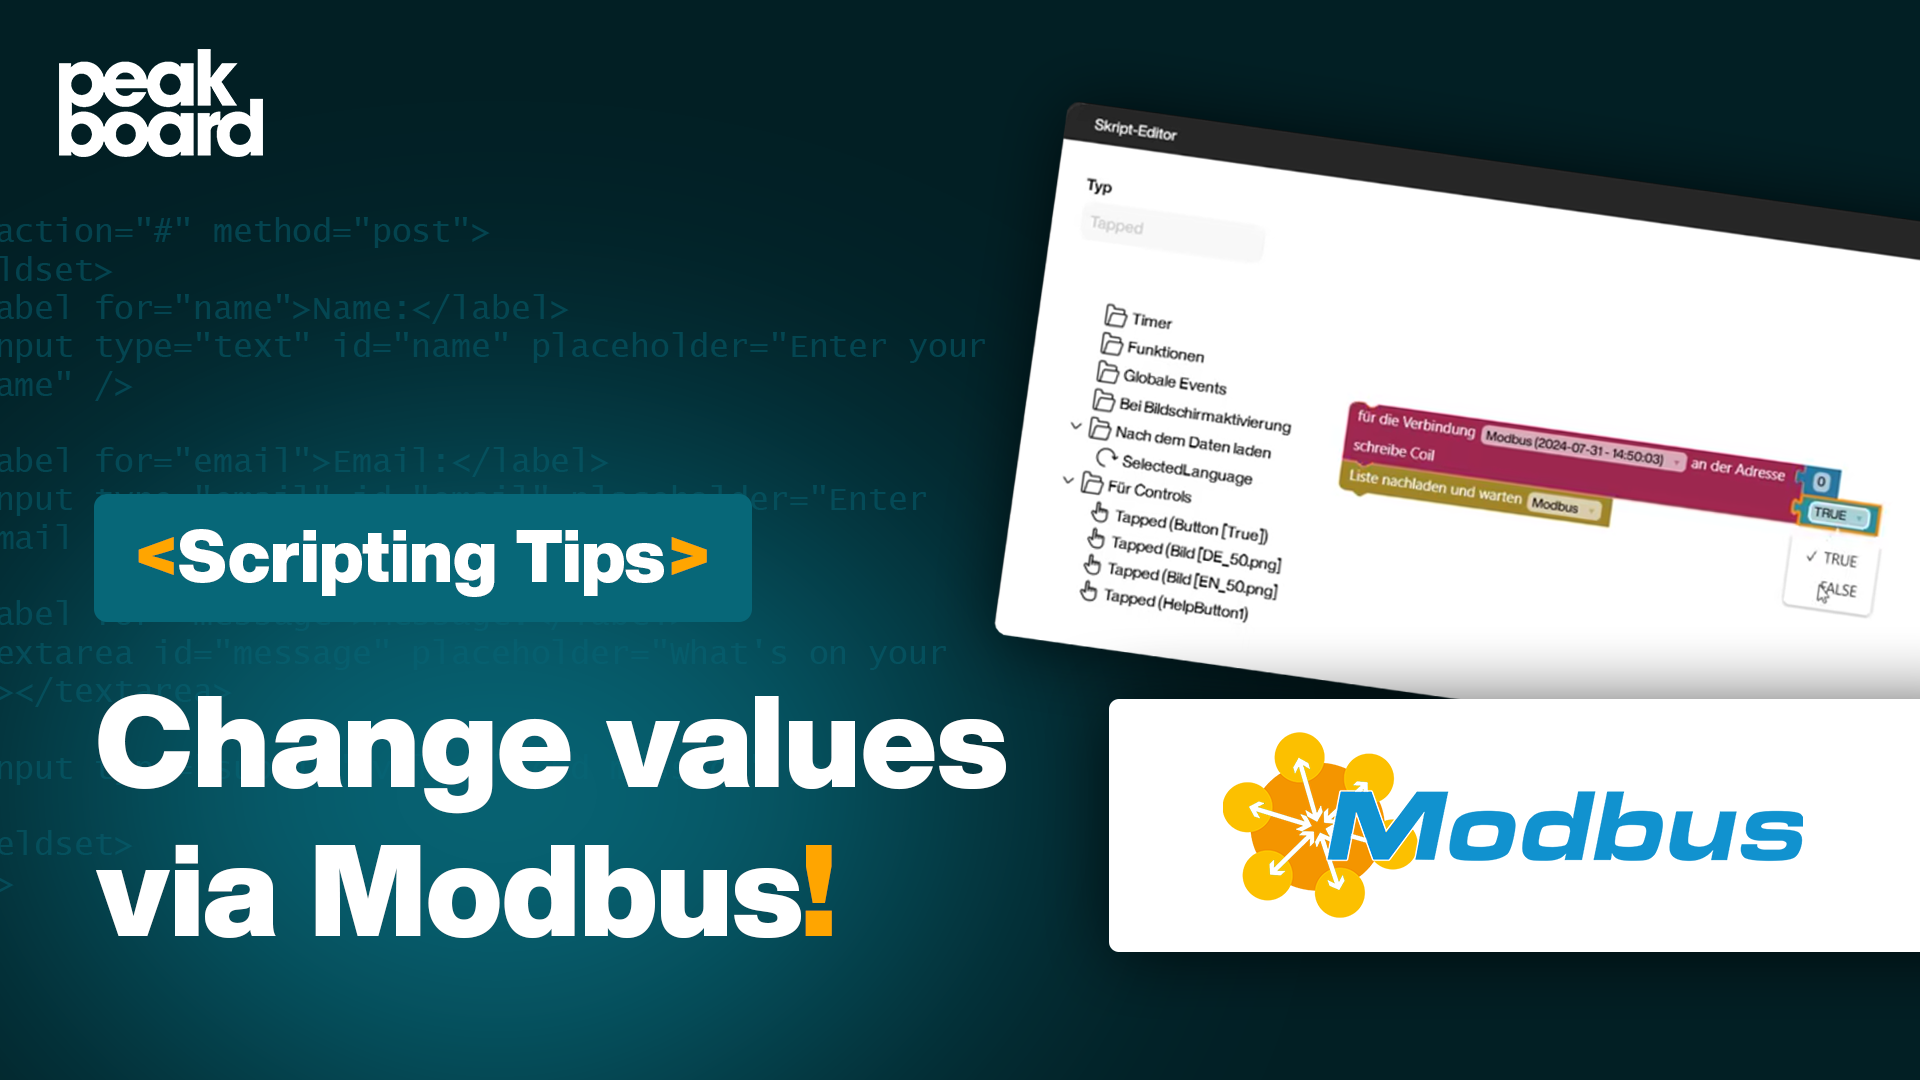 peak
board
action="#" method="post">
ldset>
abel for="name">Name:</label>
nput type="text" id="name" placeholder="Enter your
ame" />
abel for="email">Email:</label>
placeholder="Enter
mail
<Scripting Tips>
abel
extarea id="message" placeholder="What's on your
></textarea>
Change values
nput
via Modbus!
eldset>
>
Skript-Editor
Typ
Tapped
Timer
Funktionen
Globale Events
Bei Bildschirmaktivierung
Nach dem Daten laden
SelectedLanguage
Für Controls
Tapped (Button [True])
Tapped (Bild [DE_50.png]
Tapped (Bild [EN_50.png]
Tapped (HelpButton1)
für die Verbindung Modbus (2024-07-31 - 14:50:03) an der Adresse 0
schreibe Coil TRUE
Liste nachladen und warten Modbus
TRUE
FALSE
Modbus